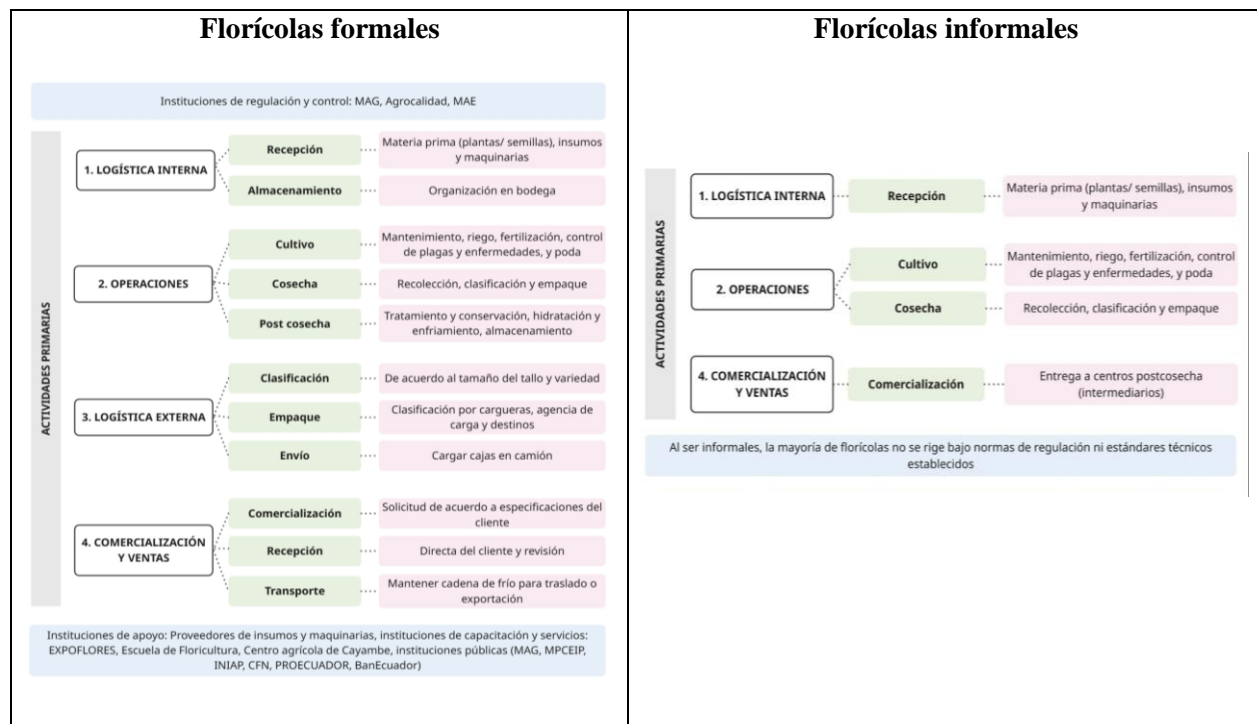 Florícolas formales
Instituciones de regulación y control: MAG, Agrocalidad, MAE
ACTIVIDADES PRIMARIAS
1. LOGÍSTICA INTERNA
Recepción
Materia prima (plantas/ semillas), insumos
y maquinarias
Almacenamiento
Organización en bodega
2. OPERACIONES
Cultivo
Mantenimiento, riego, fertilización, control
de plagas y enfermedades, y poda
Cosecha
Recolección, clasificación y empaque
Post cosecha
Tratamiento y conservación, hidratación y
enfriamiento, almacenamiento
3. LOGÍSTICA EXTERNA
Clasificación
De acuerdo al tamaño del tallo y variedad
Empaque
Clasificación por cargueras, agencia de
carga y destinos
Envío
Cargar cajas en camión
4. COMERCIALIZACIÓN
Y VENTAS
Comercialización
Solicitud de acuerdo a especificaciones del
cliente
Recepción
Directa del cliente y revisión
Transporte
Mantener cadena de frío para traslado o
exportación
Instituciones de apoyo: Proveedores de insumos y maquinarias, instituciones de capacitación y servicios:
EXPOFLORES, Escuela de Floricultura, Centro agrícola de Cayambe, instituciones públicas (MAG, MPCEIP,
INIAP, CFN, PROECUADOR, BanEcuador)
Florícolas informales
ACTIVIDADES PRIMARIAS
1. LOGÍSTICA INTERNA
Recepción
Materia prima (plantas/ semillas), insumos
y maquinarias
2. OPERACIONES
Cultivo
Mantenimiento, riego, fertilización, control
de plagas y enfermedades, y poda
Cosecha
Recolección, clasificación y empaque
4. COMERCIALIZACIÓN
Y VENTAS
Comercialización
Entrega a centros postcosecha
(intermediarios)
Al ser informales, la mayoría de florícolas no se rige bajo normas de regulación ni estándares técnicos
establecidos